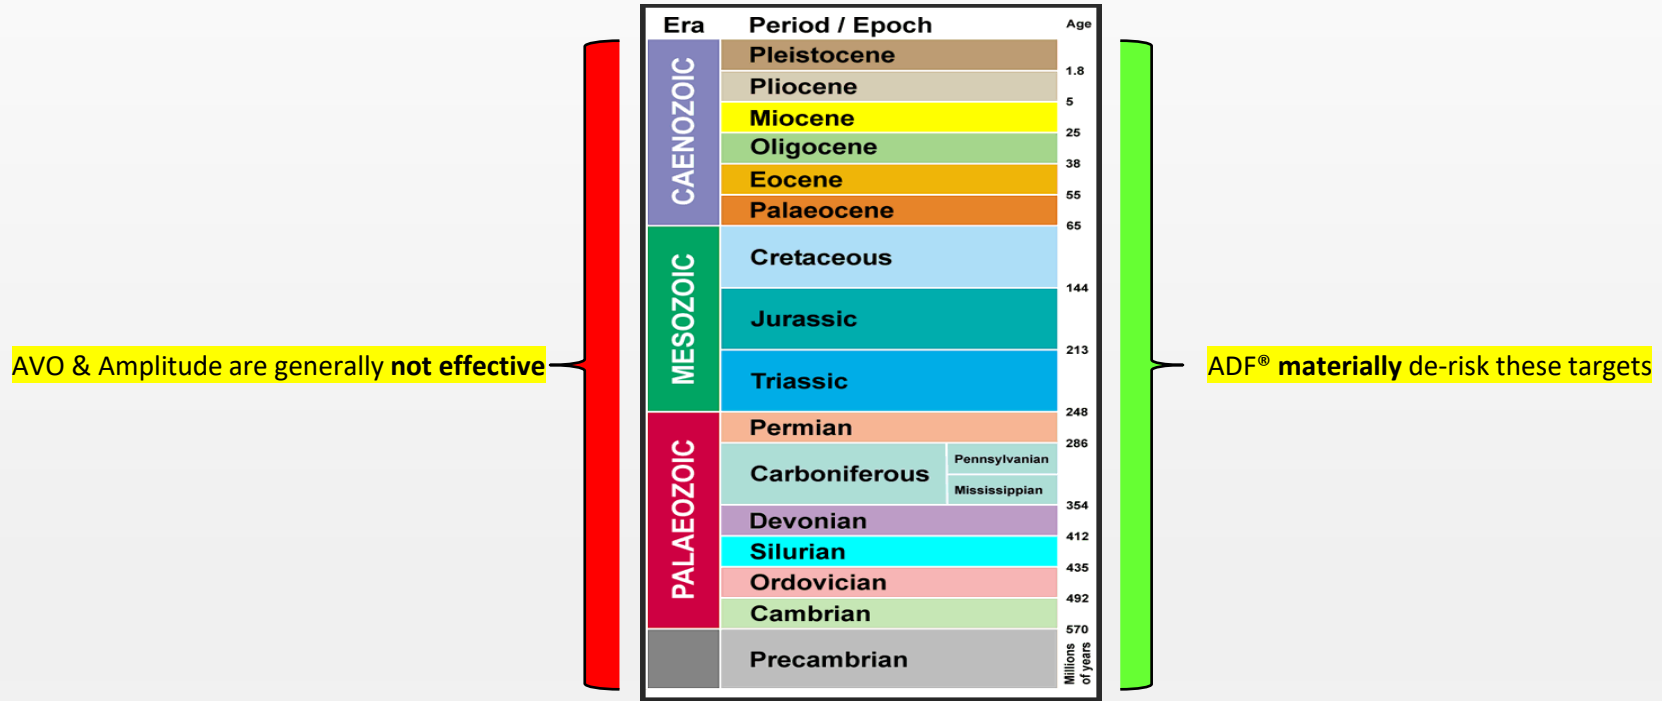 Era Period / Epoch Age
CAENOZOIC
Pleistocene
1.8
Pliocene
5
Miocene
25
Oligocene
38
Eocene
55
Palaeocene
65
MESOZOIC
Cretaceous
144
Jurassic
213
Triassic
248
PALAEOZOIC
Permian
286
Carboniferous
Pennsylvanian
Mississippian
354
Devonian
412
Silurian
435
Ordovician
492
Cambrian
570
Precambrian
Millions
of years
AVO & Amplitude are generally not effective
ADF® materially de-risk these targets